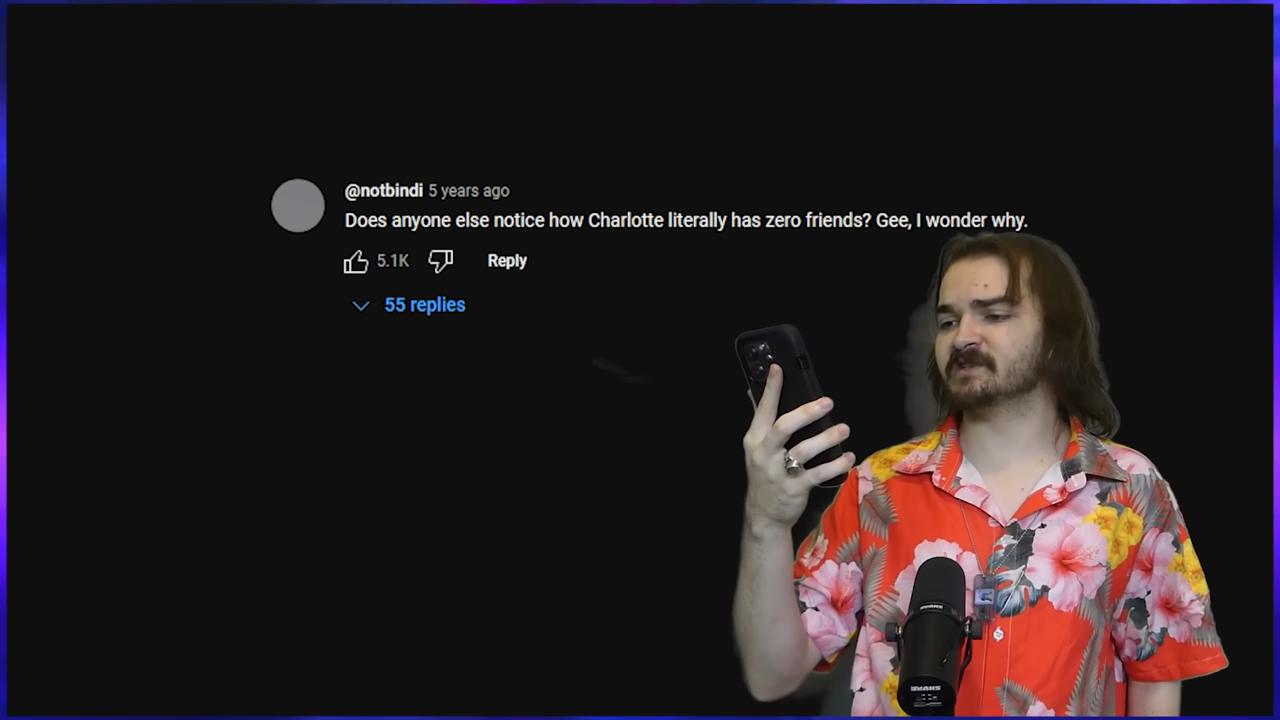 @notbindi 5 years ago
Does anyone else notice how Charlotte literally has zero friends? Gee, I wonder why.
5.1K Reply
55 replies